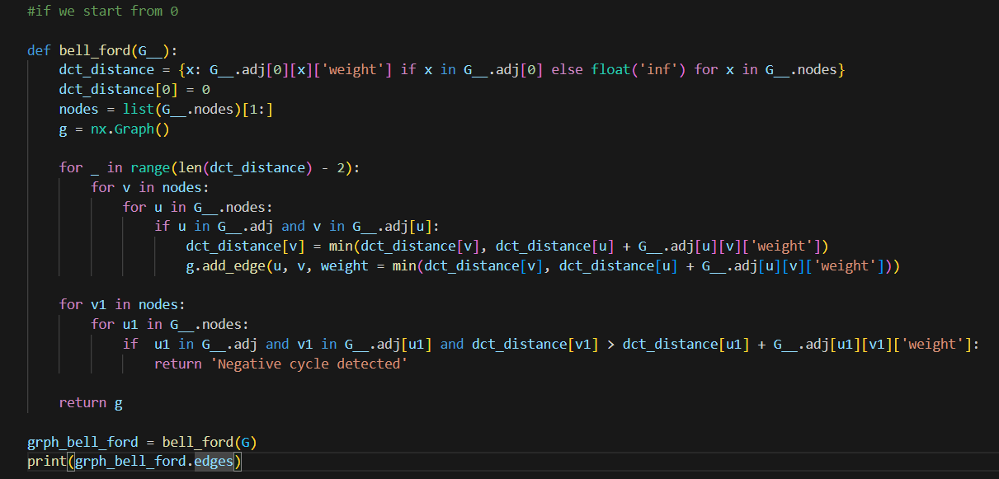 #if we start from 0
def bell_ford(G__):
    dct_distance = {x: G__.adj[0][x]['weight'] if x in G__.adj[0] else float('inf') for x in G__.nodes}
    dct_distance[0] = 0
    nodes = list(G__.nodes)[1:]
    g = nx.Graph()
    for _ in range(len(dct_distance) - 2):
        for v in nodes:
            for u in G__.nodes:
                if u in G__.adj and v in G__.adj[u]:
                    dct_distance[v] = min(dct_distance[v], dct_distance[u] + G__.adj[u][v]['weight'])
                    g.add_edge(u, v, weight = min(dct_distance[v], dct_distance[u] + G__.adj[u][v]['weight']))
    for v1 in nodes:
        for u1 in G__.nodes:
            if  u1 in G__.adj and v1 in G__.adj[u1] and dct_distance[v1] > dct_distance[u1] + G__.adj[u1][v1]['weight']:
                return 'Negative cycle detected'
    return g
grph_bell_ford = bell_ford(G)
print(grph_bell_ford.edges)